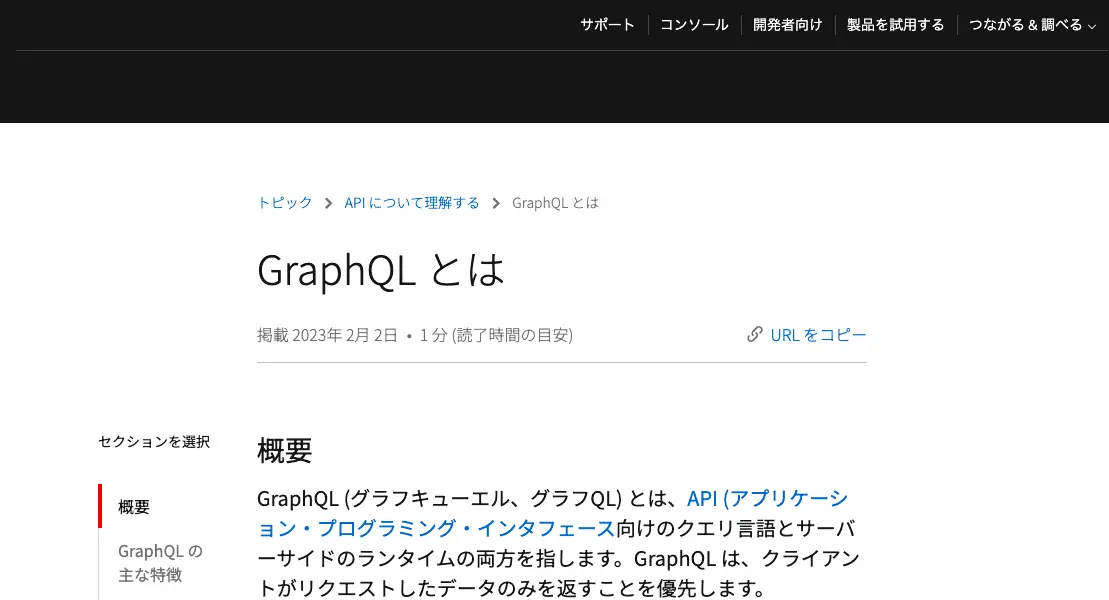 サポート コンソール 開発者向け 製品を試用する つながる & 調べる
トピック API について理解する GraphQL とは
GraphQL とは
掲載 2023年 2月 2日 • 1 分 (読了時間の目安) URL をコピー
セクションを選択
概要
GraphQL の
主な特徴
概要
GraphQL (グラフキューエル、グラフQL) とは、API (アプリケーシ
ョン・プログラミング・インタフェース向けのクエリ言語とサーバ
ーサイドのランタイムの両方を指します。GraphQL は、クライアン
トがリクエストしたデータのみを返すことを優先します。